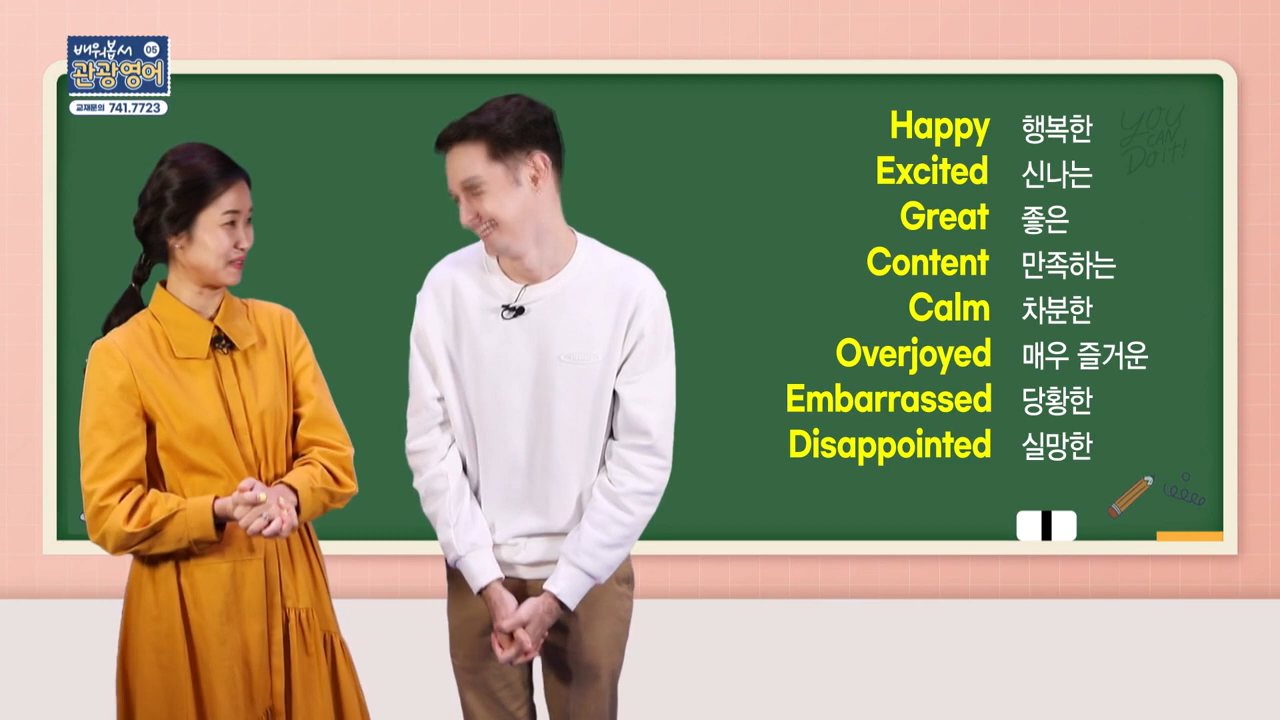 배워봅서 05
관광영어
교재문의 741.7723
YOU
CAN
DO IT!
Happy 행복한
Excited 신나는
Great 좋은
Content 만족하는
Calm 차분한
Overjoyed 매우 즐거운
Embarrassed 당황한
Disappointed 실망한